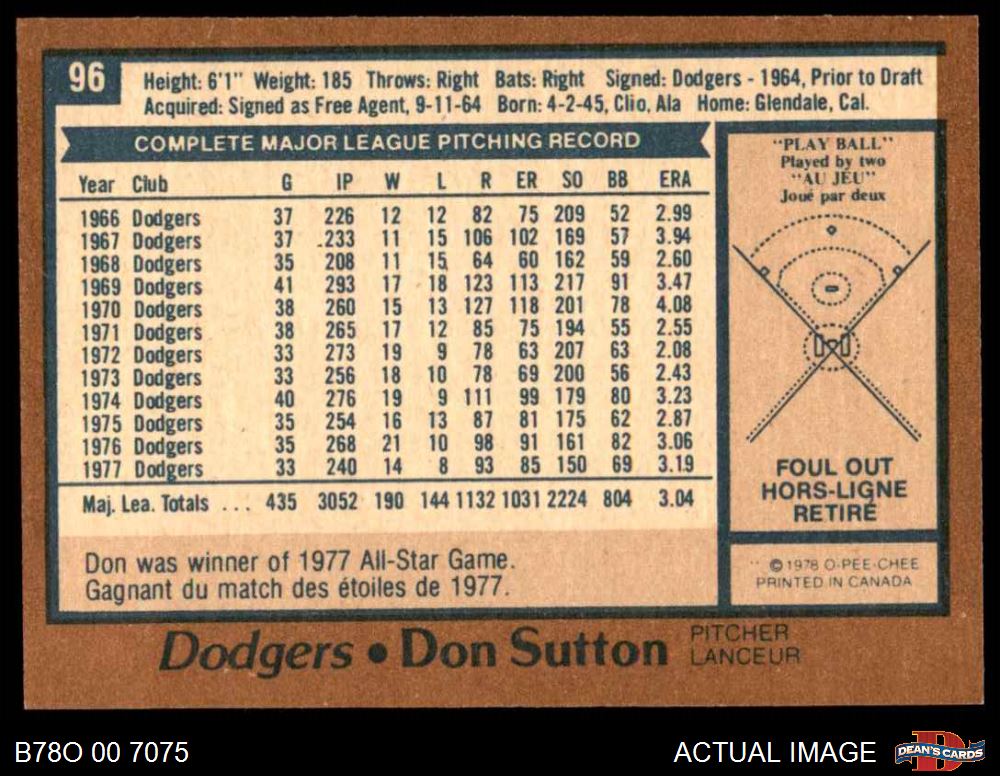 96
Height: 6'1" Weight: 185 Throws: Right Bats: Right Signed: Dodgers - 1964, Prior to Draft
Acquired: Signed as Free Agent, 9-11-64 Born: 4-2-45, Clio, Ala Home: Glendale, Cal.
COMPLETE MAJOR LEAGUE PITCHING RECORD
Year Club G IP W L R ER SO BB ERA
1966 Dodgers 37 226 12 12 82 75 209 52 2.99
1967 Dodgers 37 233 11 15 106 102 169 57 3.94
1968 Dodgers 35 208 11 15 64 60 162 59 2.60
1969 Dodgers 41 293 17 18 123 113 217 91 3.47
1970 Dodgers 38 260 15 13 127 118 201 78 4.08
1971 Dodgers 38 265 17 12 85 75 194 55 2.55
1972 Dodgers 33 273 19 9 78 63 207 63 2.08
1973 Dodgers 33 256 18 10 78 69 200 56 2.43
1974 Dodgers 40 276 19 9 111 99 179 80 3.23
1975 Dodgers 35 254 16 13 87 81 175 62 2.87
1976 Dodgers 35 268 21 10 98 91 161 82 3.06
1977 Dodgers 33 240 14 8 93 85 150 69 3.19
Maj. Lea. Totals ... 435 3052 190 144 1132 1031 2224 804 3.04
Don was winner of 1977 All-Star Game.
Gagnant du match des étoiles de 1977.
"PLAY BALL"
Played by two
"AU JEU"
Joué par deux
FOUL OUT
HORS-LIGNE
RETIRÉ
© 1978 O-PEE-CHEE
PRINTED IN CANADA
Dodgers • Don Sutton
PITCHER
LANCEUR
B78O 00 7075
ACTUAL IMAGE
DEAN'S CARDS